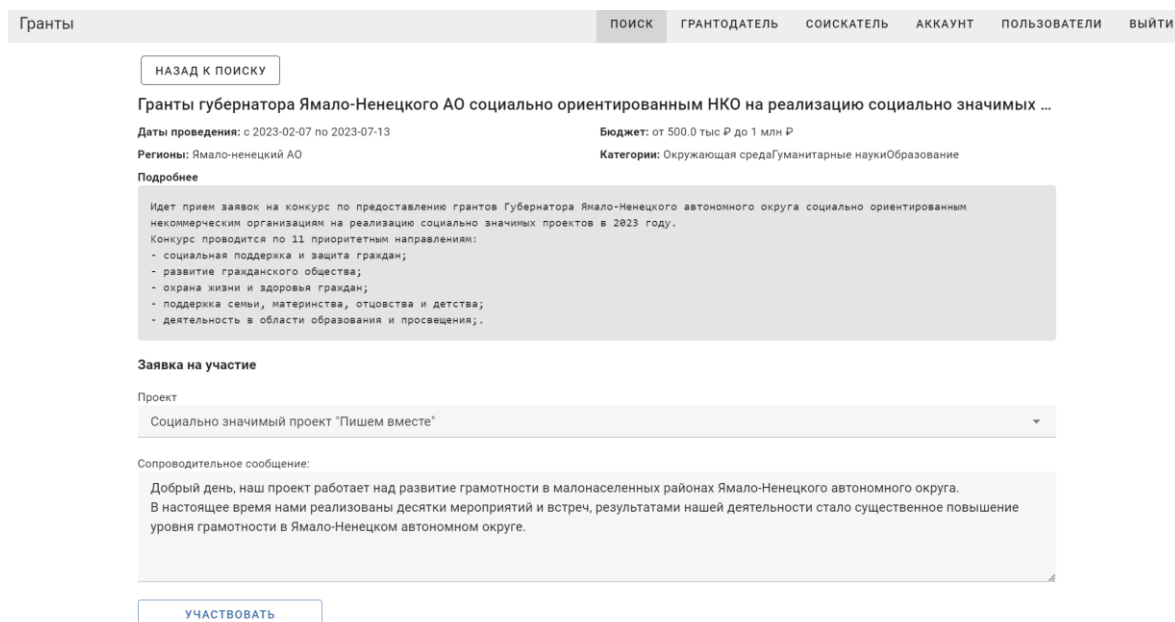 Гранты
ПОИСК ГРАНТОДАТЕЛЬ СОИСКАТЕЛЬ АККАУНТ ПОЛЬЗОВАТЕЛИ ВЫЙТИ
НАЗАД К ПОИСКУ
Гранты губернатора Ямало-Ненецкого АО социально ориентированным НКО на реализацию социально значимых ...
Даты проведения: с 2023-02-07 по 2023-07-13
Бюджет: от 500.0 тыс ₽ до 1 млн ₽
Регионы: Ямало-ненецкий АО
Категории: Окружающая средаГуманитарные наукиОбразование
Подробнее
Идет прием заявок на конкурс по предоставлению грантов Губернатора Ямало-Ненецкого автономного округа социально ориентированным
некоммерческим организациям на реализацию социально значимых проектов в 2023 году.
Конкурс проводится по 11 приоритетным направлениям:
- социальная поддержка и защита граждан;
- развитие гражданского общества;
- охрана жизни и здоровья граждан;
- поддержка семьи, материнства, отцовства и детства;
- деятельность в области образования и просвещения;.
Заявка на участие
Проект
Социально значимый проект "Пишем вместе"
Сопроводительное сообщение:
Добрый день, наш проект работает над развитие грамотности в малонаселенных районах Ямало-Ненецкого автономного округа.
В настоящее время нами реализованы десятки мероприятий и встреч, результатами нашей деятельности стало существенное повышение
уровня грамотности в Ямало-Ненецком автономном округе.
УЧАСТВОВАТЬ